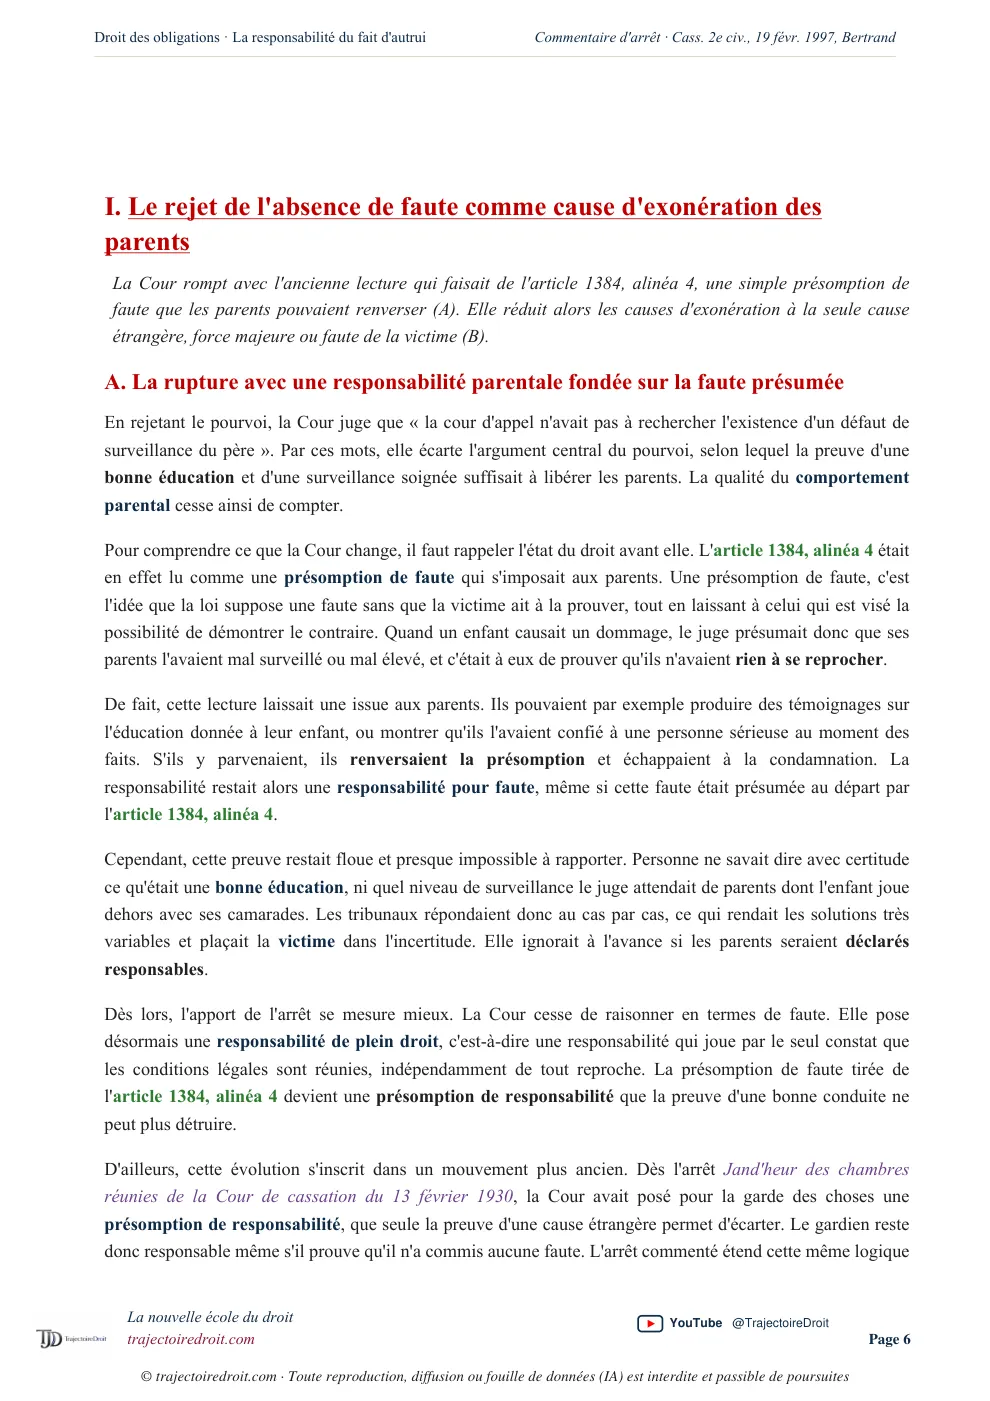 Droit des obligations · La responsabilité du fait d'autrui
Commentaire d'arrêt · Cass. 2e civ., 19 févr. 1997, Bertrand
I. Le rejet de l'absence de faute comme cause d'exonération des
parents
La Cour rompt avec l'ancienne lecture qui faisait de l'article 1384, alinéa 4, une simple présomption de
faute que les parents pouvaient renverser (A). Elle réduit alors les causes d'exonération à la seule cause
étrangère, force majeure ou faute de la victime (B).
A. La rupture avec une responsabilité parentale fondée sur la faute présumée
En rejetant le pourvoi, la Cour juge que « la cour d'appel n'avait pas à rechercher l'existence d'un défaut de
surveillance du père ». Par ces mots, elle écarte l'argument central du pourvoi, selon lequel la preuve d'une
bonne éducation et d'une surveillance soignée suffisait à libérer les parents. La qualité du comportement
parental cesse ainsi de compter.
Pour comprendre ce que la Cour change, il faut rappeler l'état du droit avant elle. L'article 1384, alinéa 4 était
en effet lu comme une présomption de faute qui s'imposait aux parents. Une présomption de faute, c'est
l'idée que la loi suppose une faute sans que la victime ait à la prouver, tout en laissant à celui qui est visé la
possibilité de démontrer le contraire. Quand un enfant causait un dommage, le juge présumait donc que ses
parents l'avaient mal surveillé ou mal élevé, et c'était à eux de prouver qu'ils n'avaient rien à se reprocher.
De fait, cette lecture laissait une issue aux parents. Ils pouvaient par exemple produire des témoignages sur
l'éducation donnée à leur enfant, ou montrer qu'ils l'avaient confié à une personne sérieuse au moment des
faits. S'ils y parvenaient, ils renversaient la présomption et échappaient à la condamnation. La
responsabilité restait alors une responsabilité pour faute, même si cette faute était présumée au départ par
l'article 1384, alinéa 4.
Cependant, cette preuve restait floue et presque impossible à rapporter. Personne ne savait dire avec certitude
ce qu'était une bonne éducation, ni quel niveau de surveillance le juge attendait de parents dont l'enfant joue
dehors avec ses camarades. Les tribunaux répondaient donc au cas par cas, ce qui rendait les solutions très
variables et plaçait la victime dans l'incertitude. Elle ignorait à l'avance si les parents seraient déclarés
responsables.
Dès lors, l'apport de l'arrêt se mesure mieux. La Cour cesse de raisonner en termes de faute. Elle pose
désormais une responsabilité de plein droit, c'est-à-dire une responsabilité qui joue par le seul constat que
les conditions légales sont réunies, indépendamment de tout reproche. La présomption de faute tirée de
l'article 1384, alinéa 4 devient une présomption de responsabilité que la preuve d'une bonne conduite ne
peut plus détruire.
D'ailleurs, cette évolution s'inscrit dans un mouvement plus ancien. Dès l'arrêt Jand'heur des chambres
réunies de la Cour de cassation du 13 février 1930, la Cour avait posé pour la garde des choses une
présomption de responsabilité, que seule la preuve d'une cause étrangère permet d'écarter. Le gardien reste
donc responsable même s'il prouve qu'il n'a commis aucune faute. L'arrêt commenté étend cette même logique
La nouvelle école du droit
trajectoiredroit.com
TJD TrajectoireDroit
YouTube @TrajectoireDroit
Page 6
© trajectoiredroit.com · Toute reproduction, diffusion ou fouille de données (IA) est interdite et passible de poursuites